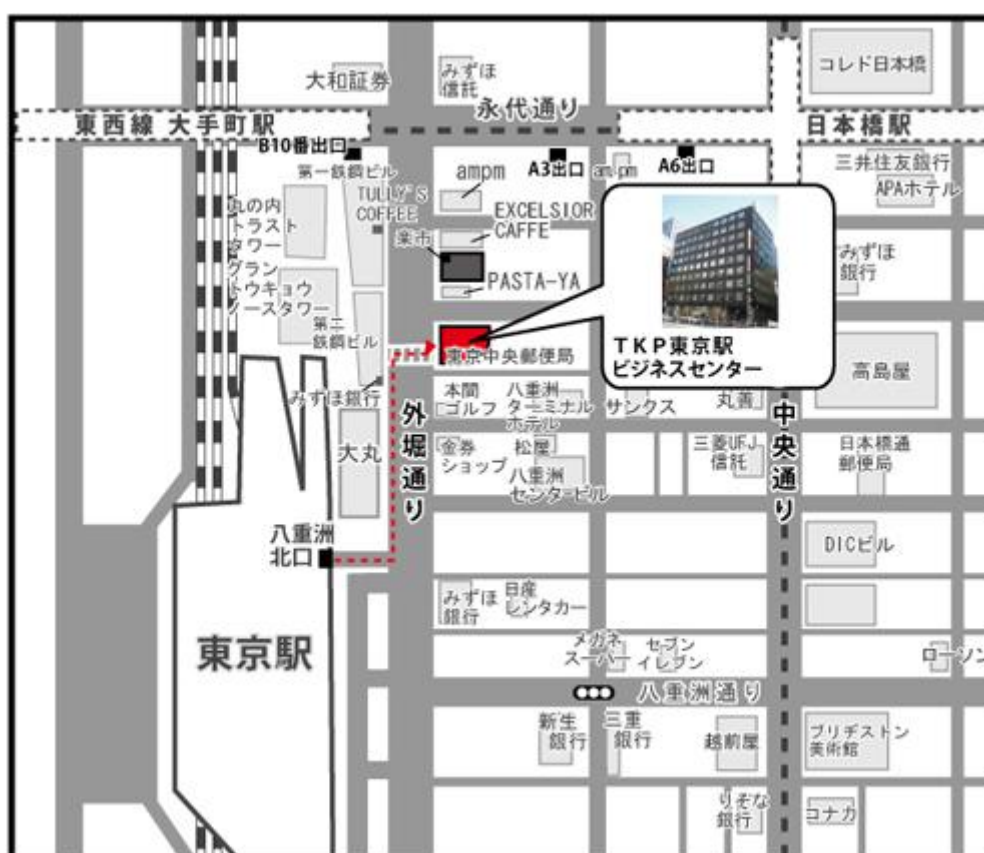 コレド日本橋
大和証券
みずほ
信託
永代通り
東西線 大手町駅
日本橋駅
B10番出口
第一鉄鋼ビル
ampm
A3出口
am.pm
A6出口
三井住友銀行
APAホテル
TULLY'S
COFFEE
丸の内
トラスト
タワー
EXCELSIOR
CAFFE
楽市
PASTA-YA
みずほ
銀行
グラン
トウキョウ
ノースタワー
第二
鉄鋼ビル
TKP東京駅
ビジネスセンター
東京中央郵便局
高島屋
みずほ銀行
本間
ゴルフ
八重洲
ターミナル
ホテル
サンクス
丸善
外堀通り
中央通り
大丸
金券
ショップ
松屋
八重洲
センタービル
三菱UFJ
信託
日本橋通
郵便局
八重洲
北口
DICビル
みずほ
銀行
日産
レンタカー
東京駅
メガネ
スーパー
セブン
イレブン
ローソン
八重洲通り
新生
銀行
三重
銀行
越前屋
ブリヂストン
美術館
りそな
銀行
コナカ